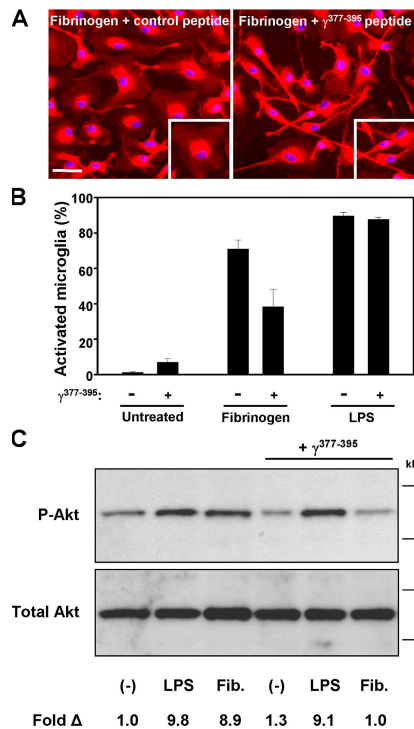 A
Fibrinogen + control peptide
Fibrinogen + γ377-395 peptide
B
Activated microglia (%)
100
80
60
40
20
0
γ377-395: - + - + - +
Untreated Fibrinogen LPS
C
+ γ377-395
P-Akt
Total Akt
(-) LPS Fib. (-) LPS Fib.
Fold Δ 1.0 9.8 8.9 1.3 9.1 1.0